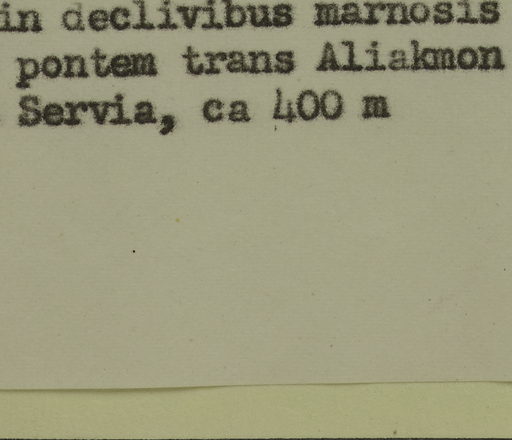 in declivibus marnosis
pontem trans Aliakmon
Servia, ca 400 m